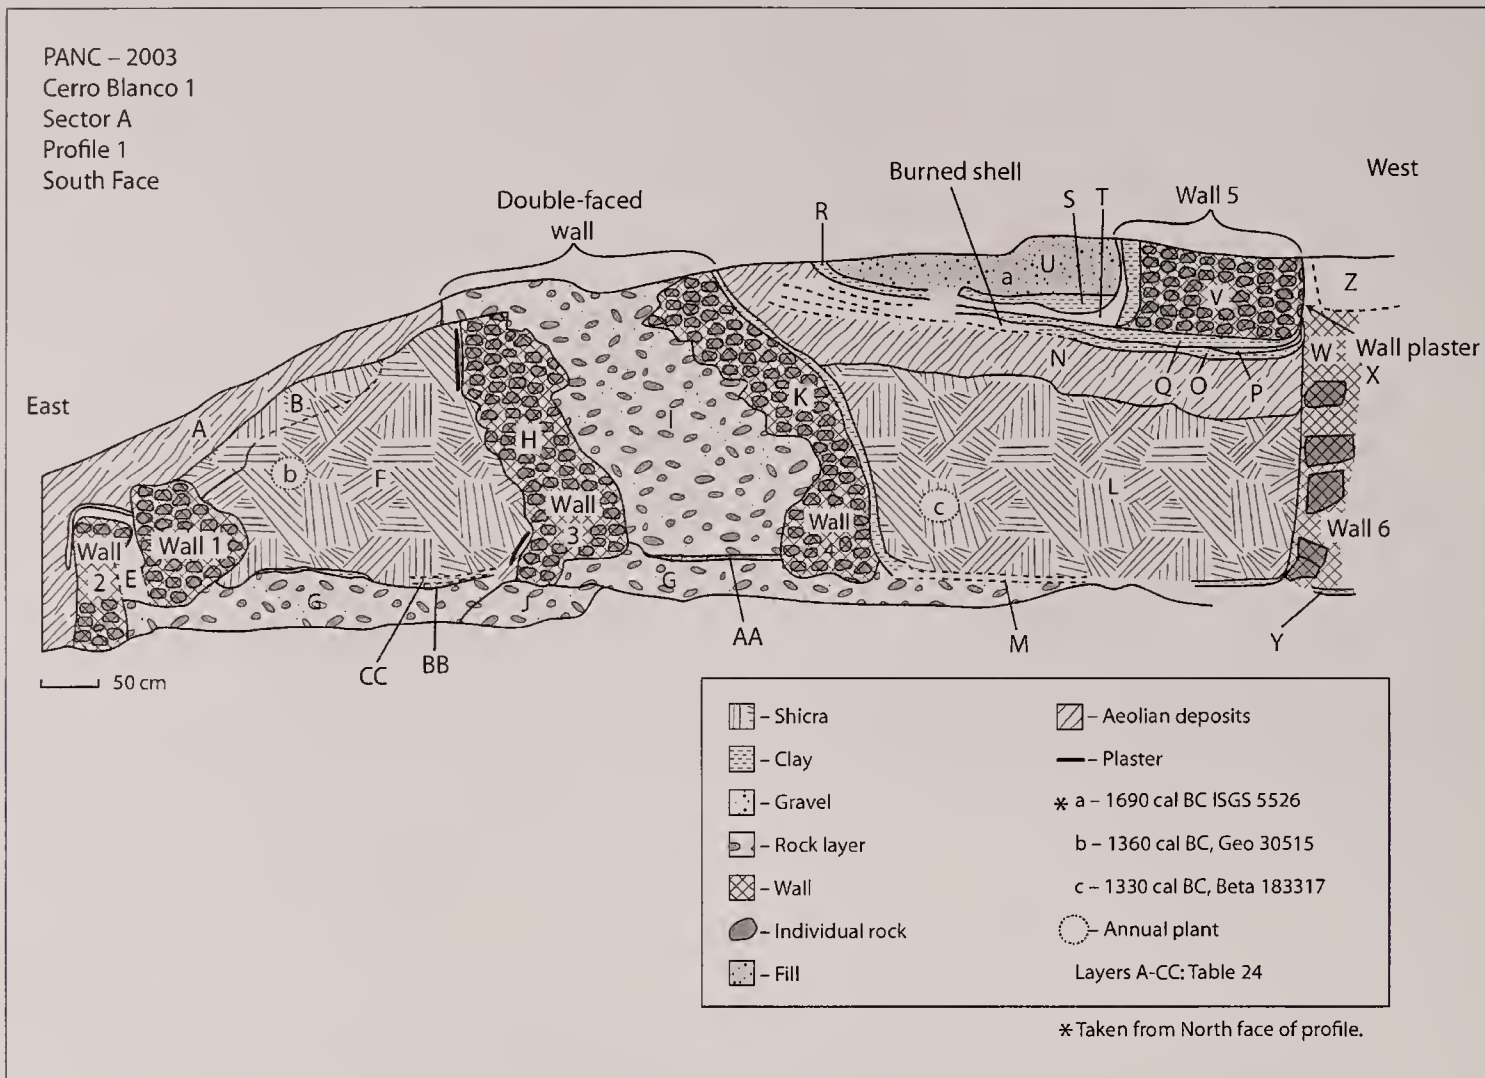 PANC – 2003
Cerro Blanco 1
Sector A
Profile 1
South Face
West
East
Double-faced
wall
R
Burned shell
S
T
Wall 5
U
a
V
Z
W
Wall plaster
X
N
Q
O
P
K
I
H
B
A
b
F
L
c
Wall
3
Wall
4
Wall 1
Wall
2
E
Wall 6
G
G
J
AA
BB
CC
M
Y
50 cm
– Shicra
– Clay
– Gravel
– Rock layer
– Wall
– Individual rock
– Fill
– Aeolian deposits
– Plaster
* a – 1690 cal BC ISGS 5526
b – 1360 cal BC, Geo 30515
c – 1330 cal BC, Beta 183317
– Annual plant
Layers A-CC: Table 24
* Taken from North face of profile.